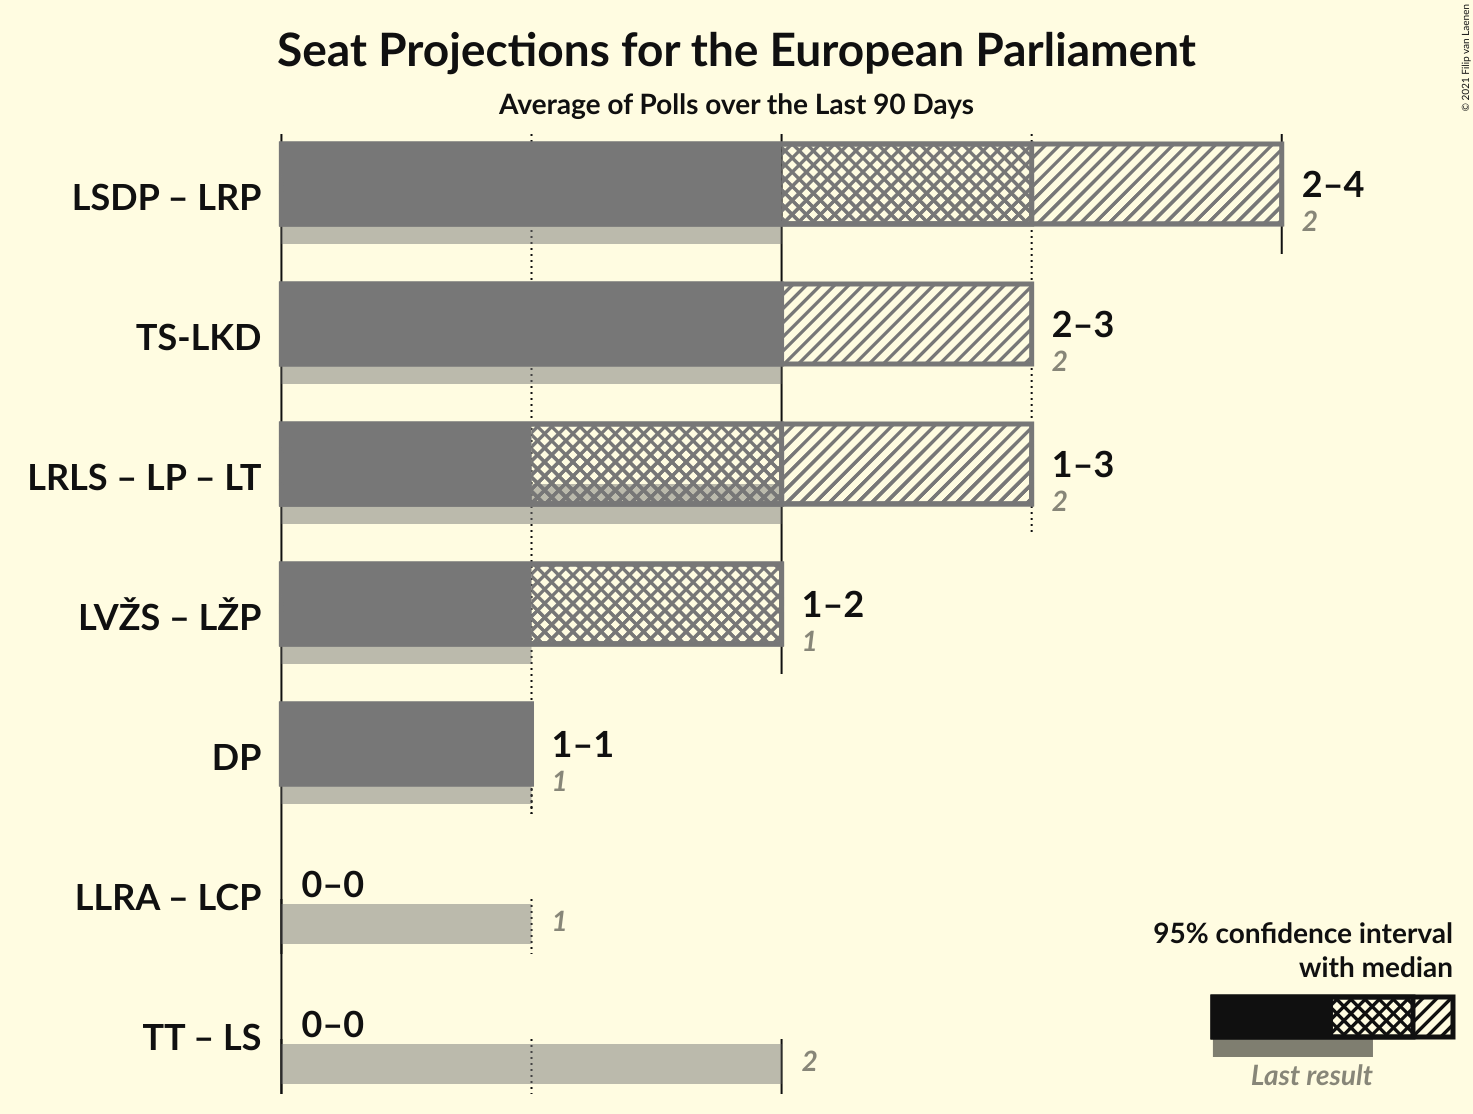 Seat Projections for the European Parliament
Average of Polls over the Last 90 Days
© 2021 Filip van Laenen
LSDP – LRP
2–4
2
TS-LKD
2–3
2
LRLS – LP – LT
1–3
2
LVŽS – LŽP
1–2
1
DP
1–1
1
LLRA – LCP
0–0
1
TT – LS
0–0
2
95% confidence interval
with median
Last result